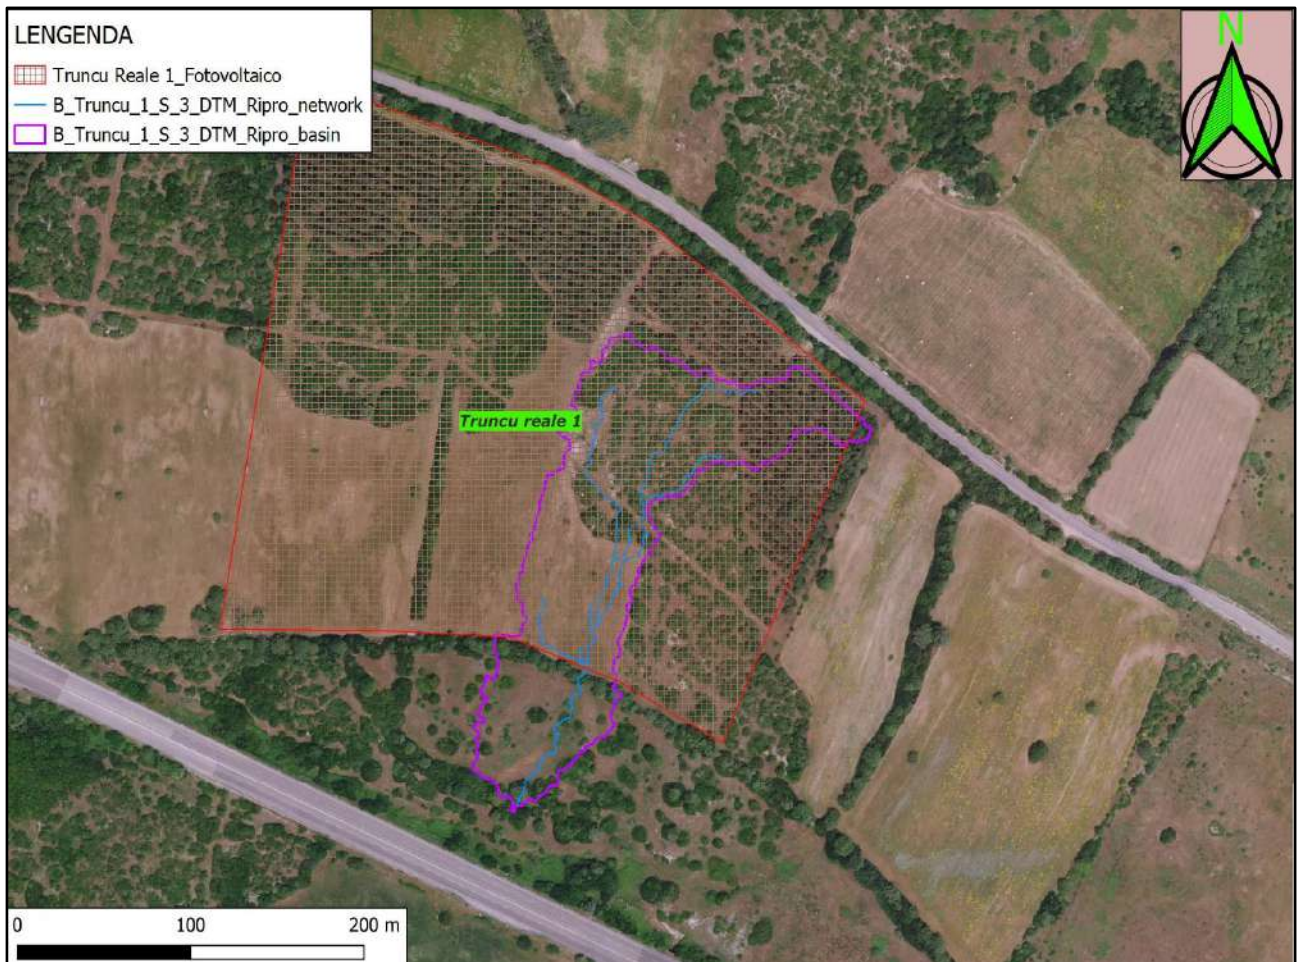 LENGENDA
Truncu Reale 1_Fotovoltaico
B_Truncu_1_S_3_DTM_Ripro_network
B_Truncu_1_S_3_DTM_Ripro_basin
N
Truncu reale 1
0 100 200 m